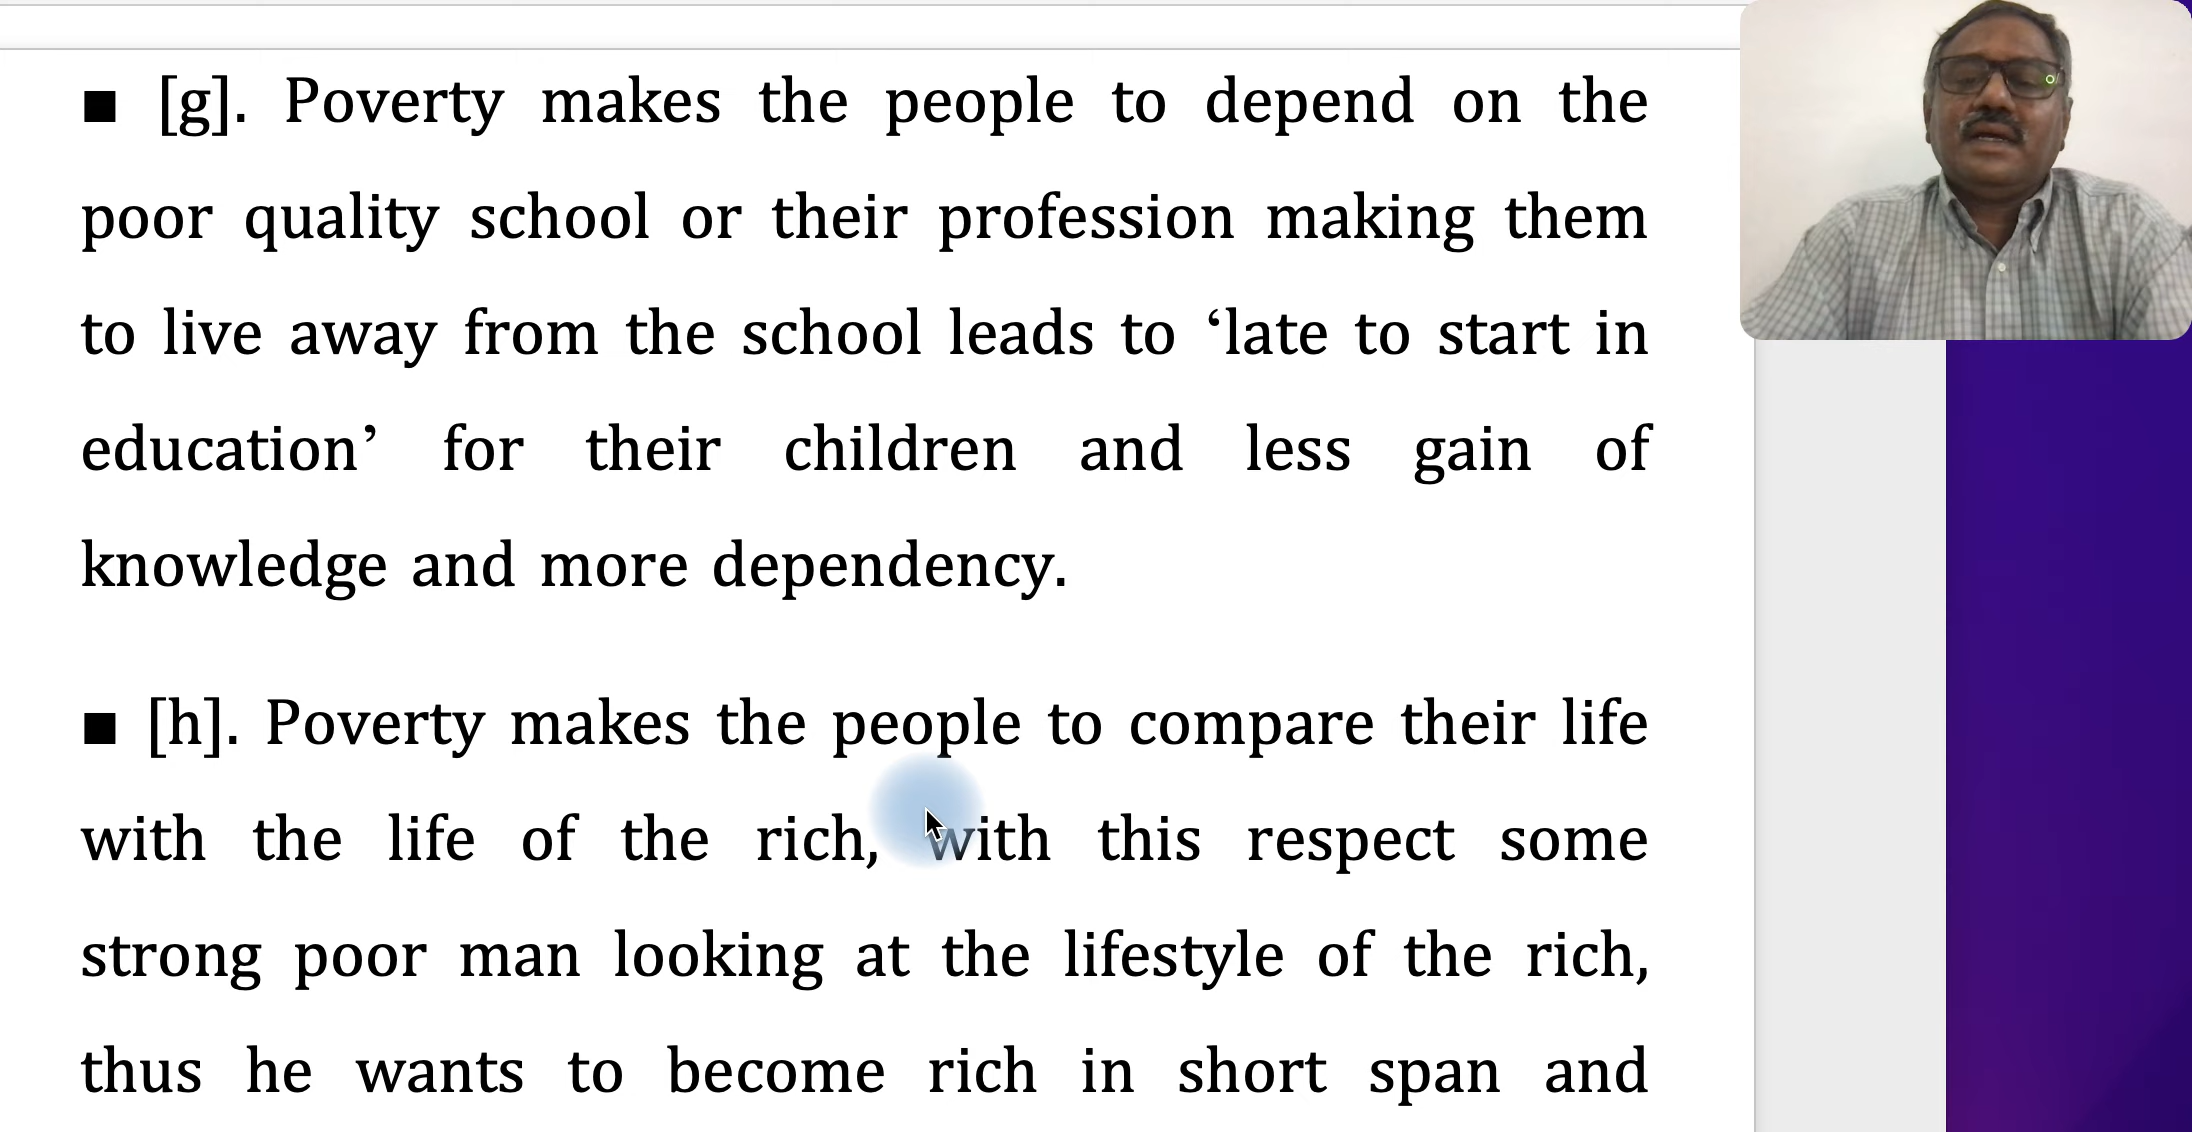 ■ [g]. Poverty makes the people to depend on the
poor quality school or their profession making them
to live away from the school leads to ‘late to start in
education’ for their children and less gain of
knowledge and more dependency.
■ [h]. Poverty makes the people to compare their life
with the life of the rich, with this respect some
strong poor man looking at the lifestyle of the rich,
thus he wants to become rich in short span and